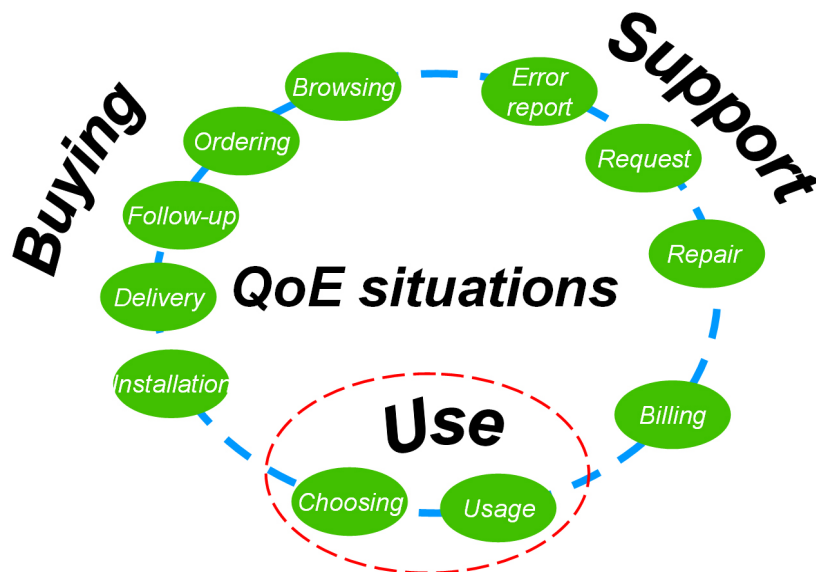 Support
Buying
Browsing
Error
report
Ordering
Request
Follow-up
Repair
QoE situations
Delivery
Installation
Use
Billing
Choosing
Usage